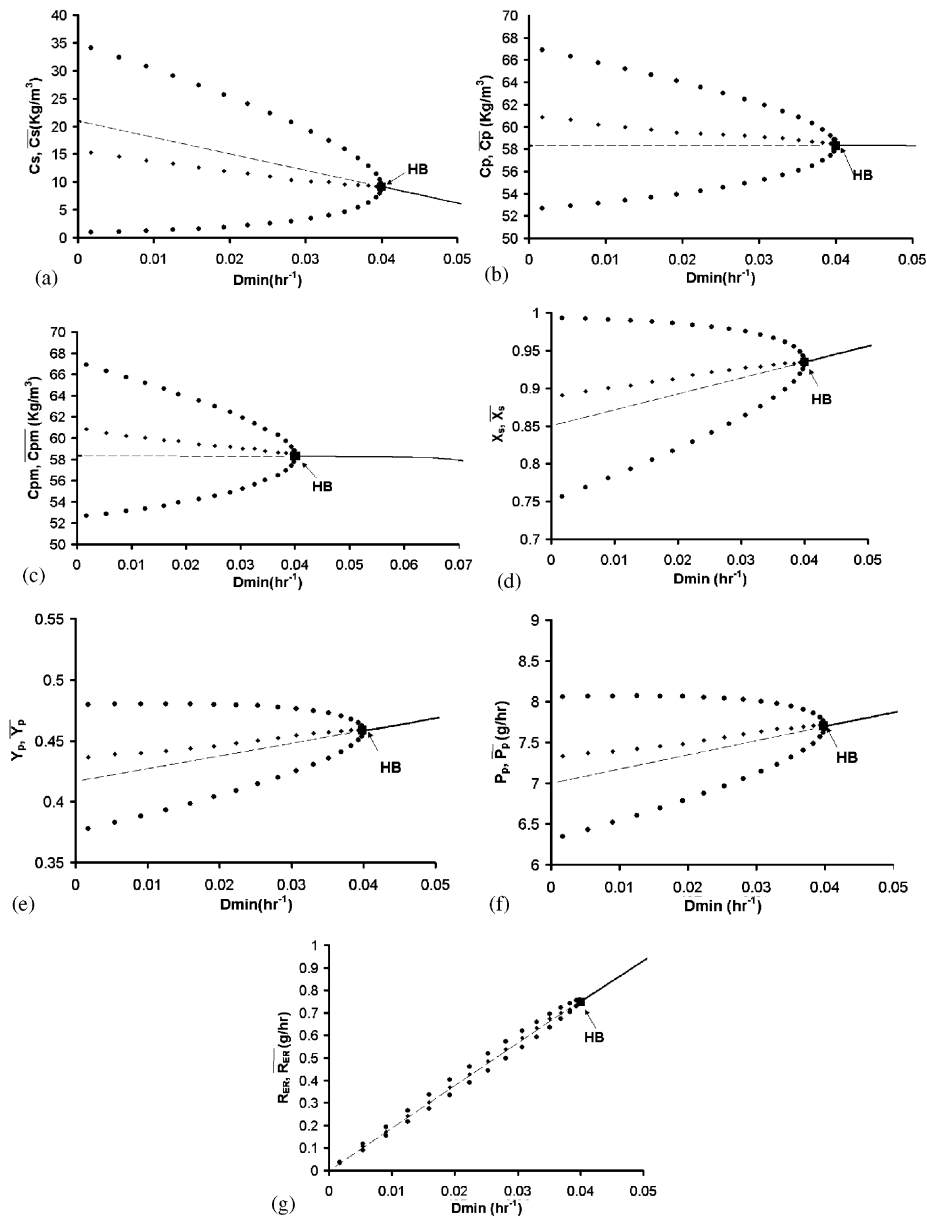 40
35
30
25
20
15
10
5
0
Cs, C̅s̅(Kg/m³)
0 0.01 0.02 0.03 0.04 0.05
Dmin(hr⁻¹)
HB
(a)
70
68
66
64
62
60
58
56
54
52
50
Cp, C̅p̅ (Kg/m³)
0 0.01 0.02 0.03 0.04 0.05
Dmin(hr⁻¹)
HB
(b)
70
68
66
64
62
60
58
56
54
52
50
Cpm, C̅p̅m̅ (Kg/m³)
0 0.01 0.02 0.03 0.04 0.05 0.06 0.07
Dmin(hr⁻¹)
HB
(c)
1
0.95
0.9
0.85
0.8
0.75
0.7
Xₛ, X̅ₛ
0 0.01 0.02 0.03 0.04 0.05
Dmin (hr⁻¹)
HB
(d)
0.55
0.5
0.45
0.4
0.35
Yₚ, Y̅ₚ
0 0.01 0.02 0.03 0.04 0.05
Dmin(hr⁻¹)
HB
(e)
9
8.5
8
7.5
7
6.5
6
Pₚ, P̅ₚ (g/hr)
0 0.01 0.02 0.03 0.04 0.05
Dmin (hr⁻¹)
HB
(f)
1
0.9
0.8
0.7
0.6
0.5
0.4
0.3
0.2
0.1
0
R_ER, R̅_ER (g/hr)
0 0.01 0.02 0.03 0.04 0.05
Dmin (hr⁻¹)
HB
(g)